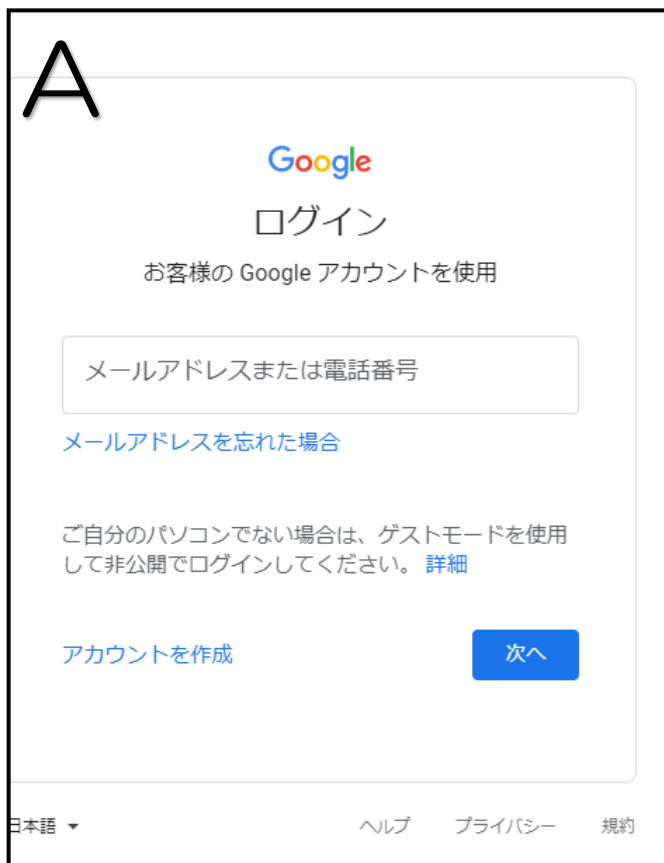 A
Google
ログイン
お客様の Google アカウントを使用
メールアドレスまたは電話番号
メールアドレスを忘れた場合
ご自分のパソコンでない場合は、ゲストモードを使用
して非公開でログインしてください。 詳細
アカウントを作成 次へ
日本語 ヘルプ プライバシー 規約